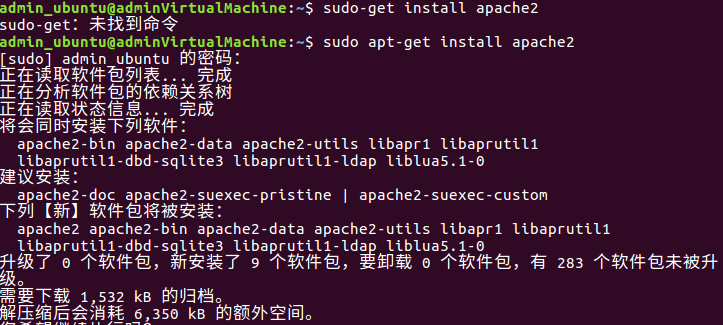 admin_ubuntu@adminVirtualMachine:~$ sudo-get install apache2
sudo-get：未找到命令
admin_ubuntu@adminVirtualMachine:~$ sudo apt-get install apache2
[sudo] admin_ubuntu 的密码：
正在读取软件包列表... 完成
正在分析软件包的依赖关系树
正在读取状态信息... 完成
将会同时安装下列软件：
apache2-bin apache2-data apache2-utils libapr1 libaprutil1
libaprutil1-dbd-sqlite3 libaprutil1-ldap liblua5.1-0
建议安装：
apache2-doc apache2-suexec-pristine | apache2-suexec-custom
下列【新】软件包将被安装：
apache2 apache2-bin apache2-data apache2-utils libapr1 libaprutil1
libaprutil1-dbd-sqlite3 libaprutil1-ldap liblua5.1-0
升级了 0 个软件包，新安装了 9 个软件包，要卸载 0 个软件包，有 283 个软件包未被升
级。
需要下载 1,532 kB 的归档。
解压缩后会消耗 6,350 kB 的额外空间。